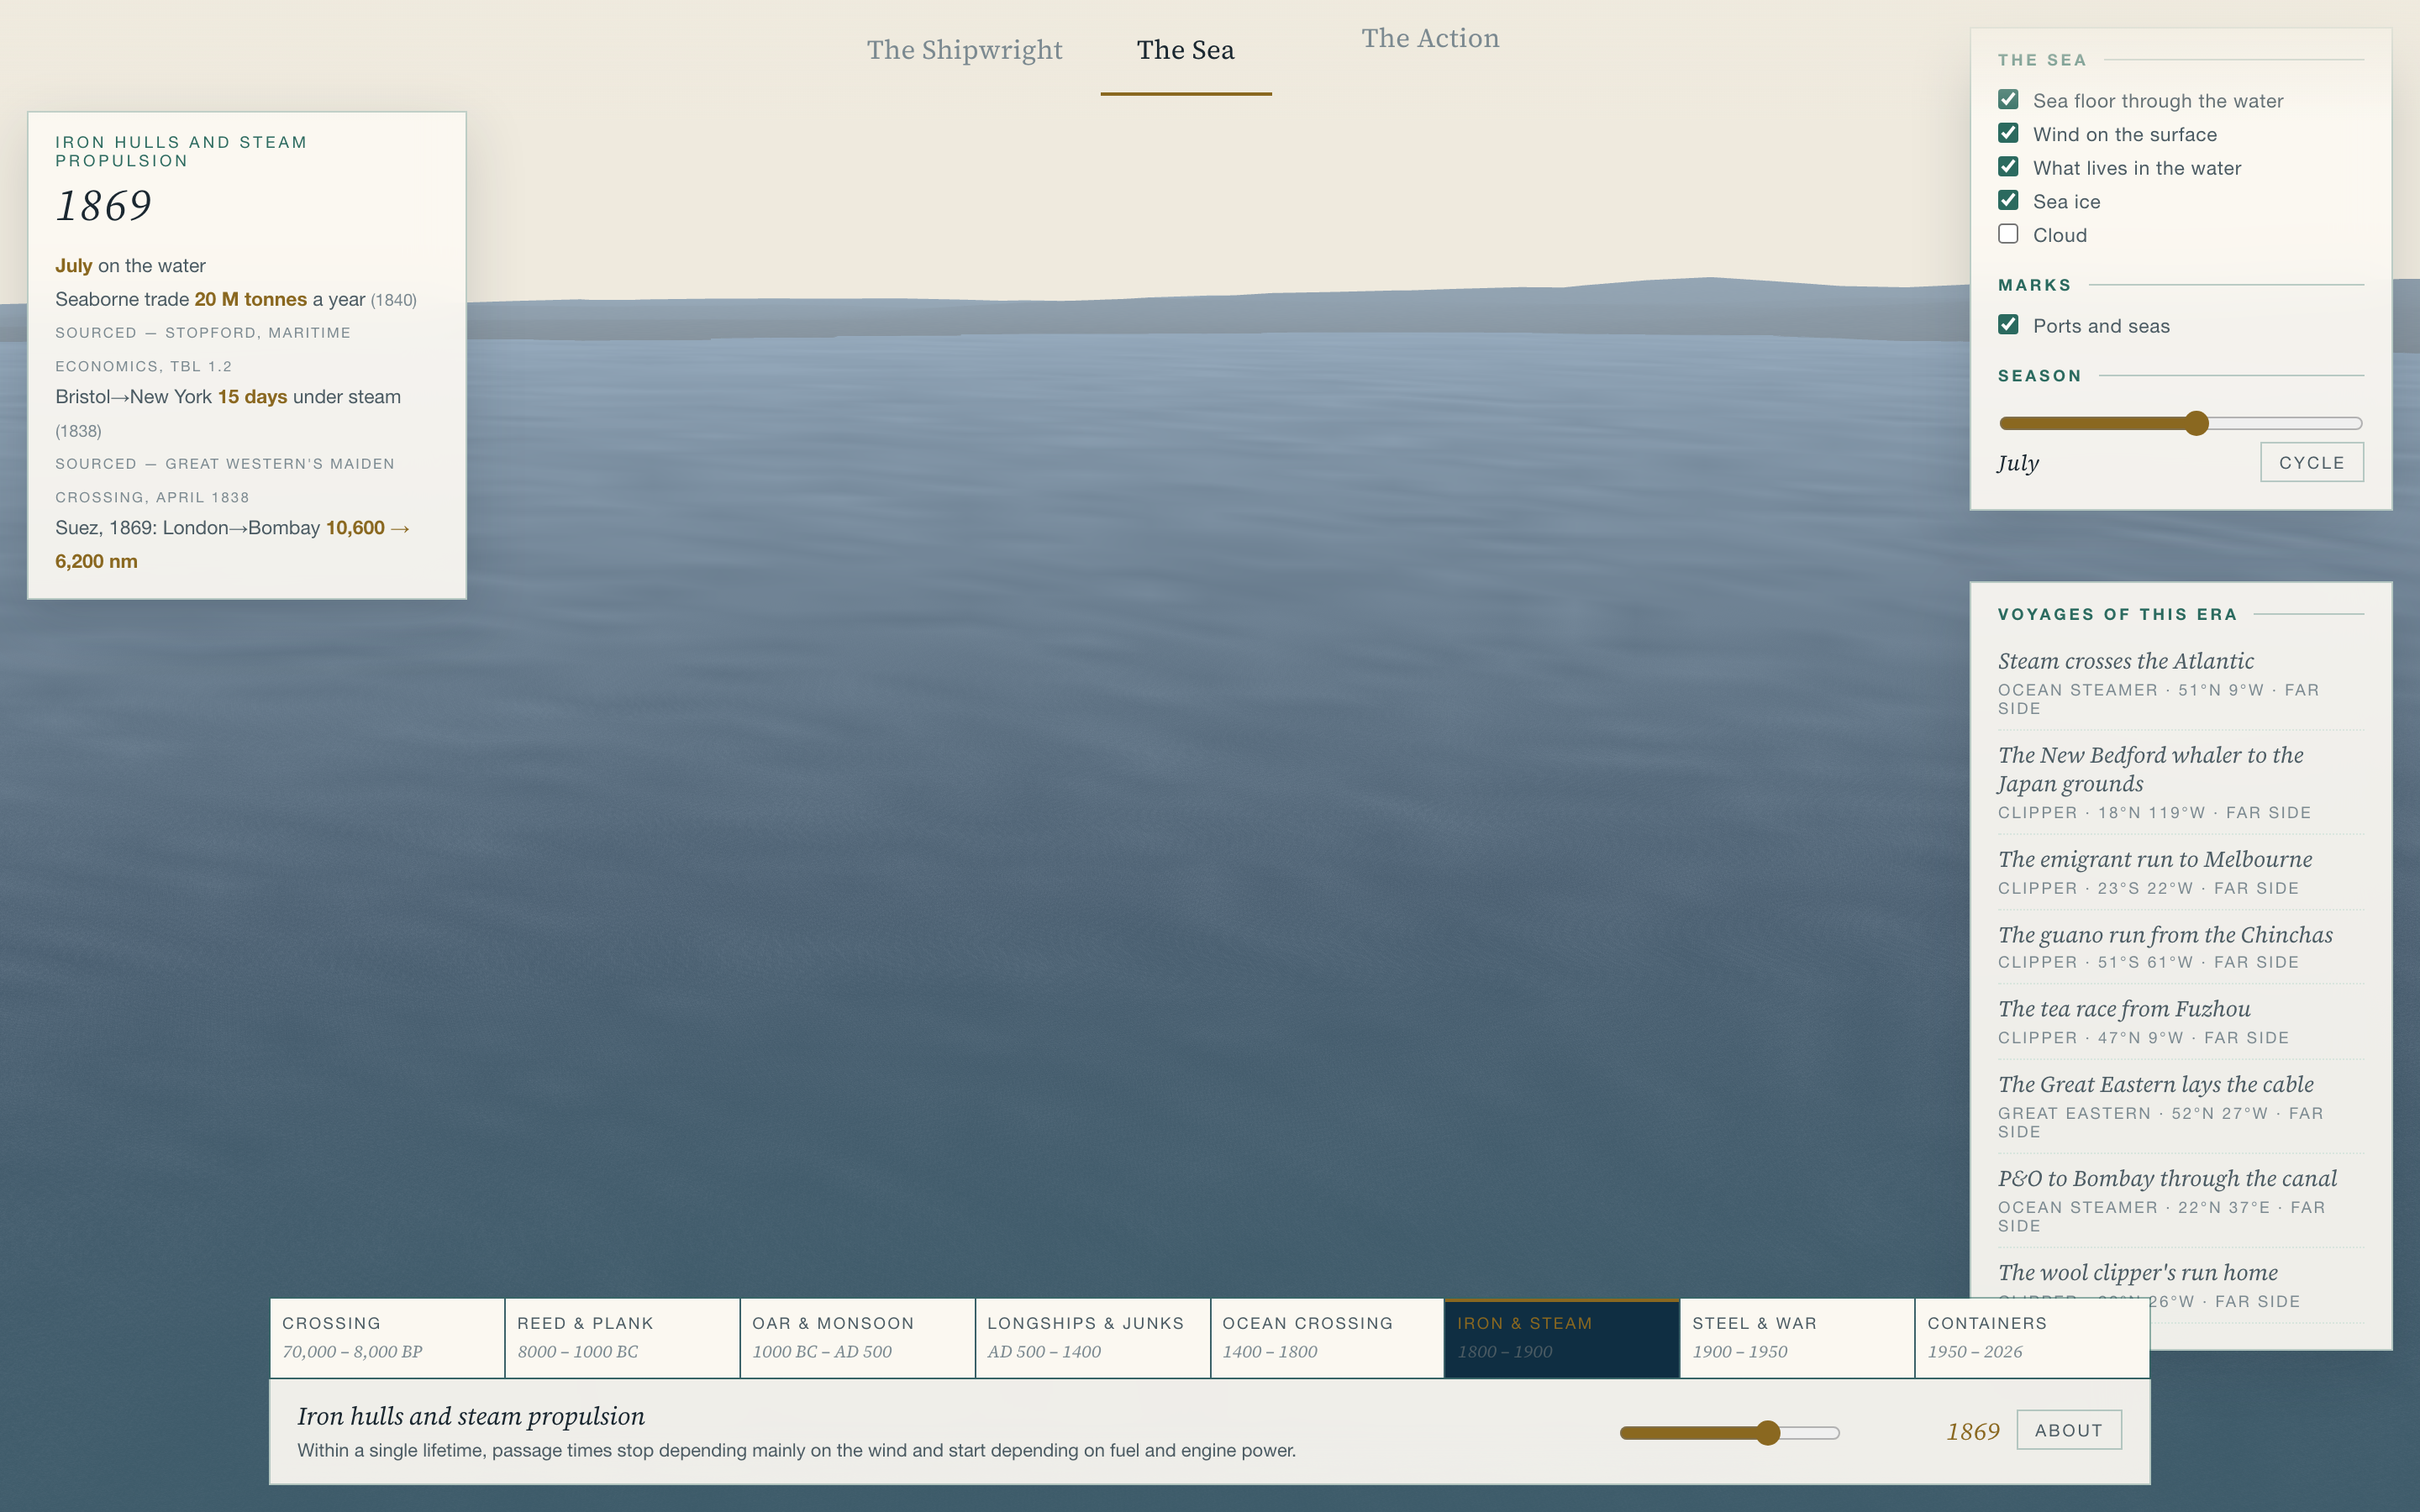 The Shipwright
The Sea
The Action
IRON HULLS AND STEAM
PROPULSION
1869
July on the water
Seaborne trade 20 M tonnes a year (1840)
SOURCED — STOPFORD, MARITIME
ECONOMICS, TBL 1.2
Bristol→New York 15 days under steam
(1838)
SOURCED — GREAT WESTERN'S MAIDEN
CROSSING, APRIL 1838
Suez, 1869: London→Bombay 10,600 →
6,200 nm
THE SEA
Sea floor through the water
Wind on the surface
What lives in the water
Sea ice
Cloud
MARKS
Ports and seas
SEASON
July
CYCLE
VOYAGES OF THIS ERA
Steam crosses the Atlantic
OCEAN STEAMER · 51°N 9°W · FAR
SIDE
The New Bedford whaler to the
Japan grounds
CLIPPER · 18°N 119°W · FAR SIDE
The emigrant run to Melbourne
CLIPPER · 23°S 22°W · FAR SIDE
The guano run from the Chinchas
CLIPPER · 51°S 61°W · FAR SIDE
The tea race from Fuzhou
CLIPPER · 47°N 9°W · FAR SIDE
The Great Eastern lays the cable
GREAT EASTERN · 52°N 27°W · FAR
SIDE
P&O to Bombay through the canal
OCEAN STEAMER · 22°N 37°E · FAR
SIDE
The wool clipper's run home
26°W · FAR SIDE
CROSSING
70,000 – 8,000 BP
REED & PLANK
8000 – 1000 BC
OAR & MONSOON
1000 BC – AD 500
LONGSHIPS & JUNKS
AD 500 – 1400
OCEAN CROSSING
1400 – 1800
IRON & STEAM
1800 – 1900
STEEL & WAR
1900 – 1950
CONTAINERS
1950 – 2026
Iron hulls and steam propulsion
Within a single lifetime, passage times stop depending mainly on the wind and start depending on fuel and engine power.
1869
ABOUT